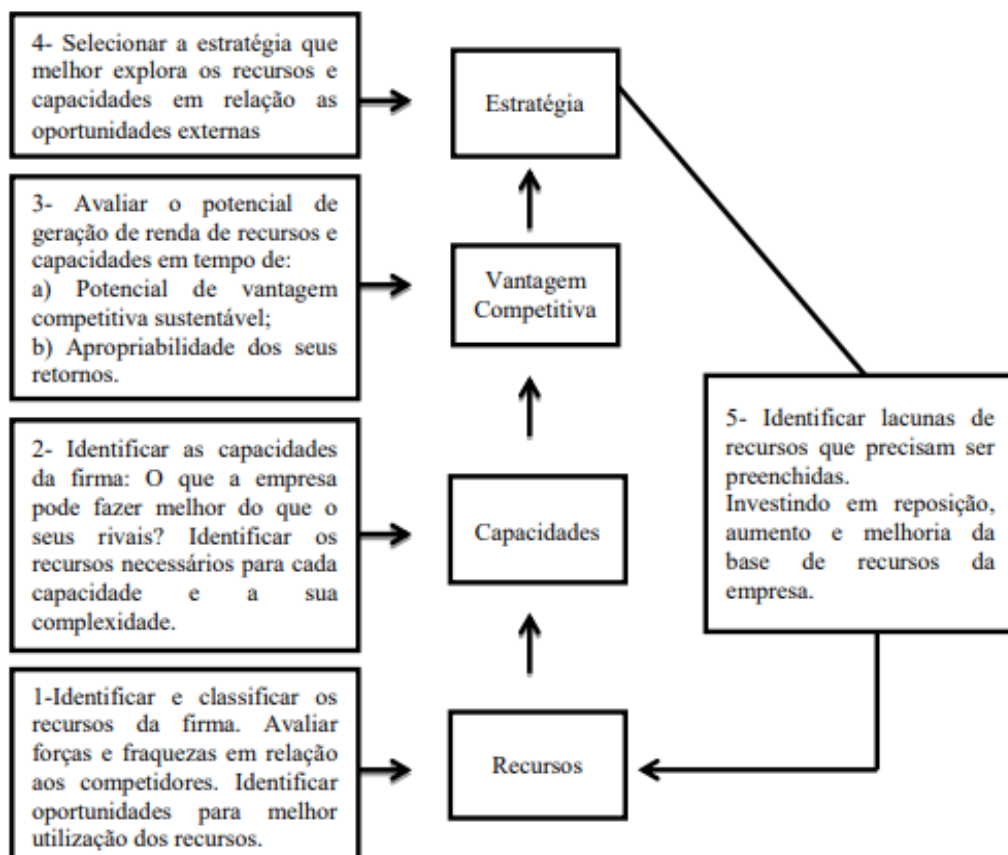 4- Selecionar a estratégia que
melhor explora os recursos e
capacidades em relação as
oportunidades externas
Estratégia
3- Avaliar o potencial de
geração de renda de recursos e
capacidades em tempo de:
a) Potencial de vantagem
competitiva sustentável;
b) Apropriabilidade dos seus
retornos.
Vantagem
Competitiva
2- Identificar as capacidades
da firma: O que a empresa
pode fazer melhor do que o
seus rivais? Identificar os
recursos necessários para cada
capacidade e a sua
complexidade.
Capacidades
5- Identificar lacunas de
recursos que precisam ser
preenchidas.
Investindo em reposição,
aumento e melhoria da
base de recursos da
empresa.
1-Identificar e classificar os
recursos da firma. Avaliar
forças e fraquezas em relação
aos competidores. Identificar
oportunidades para melhor
utilização dos recursos.
Recursos